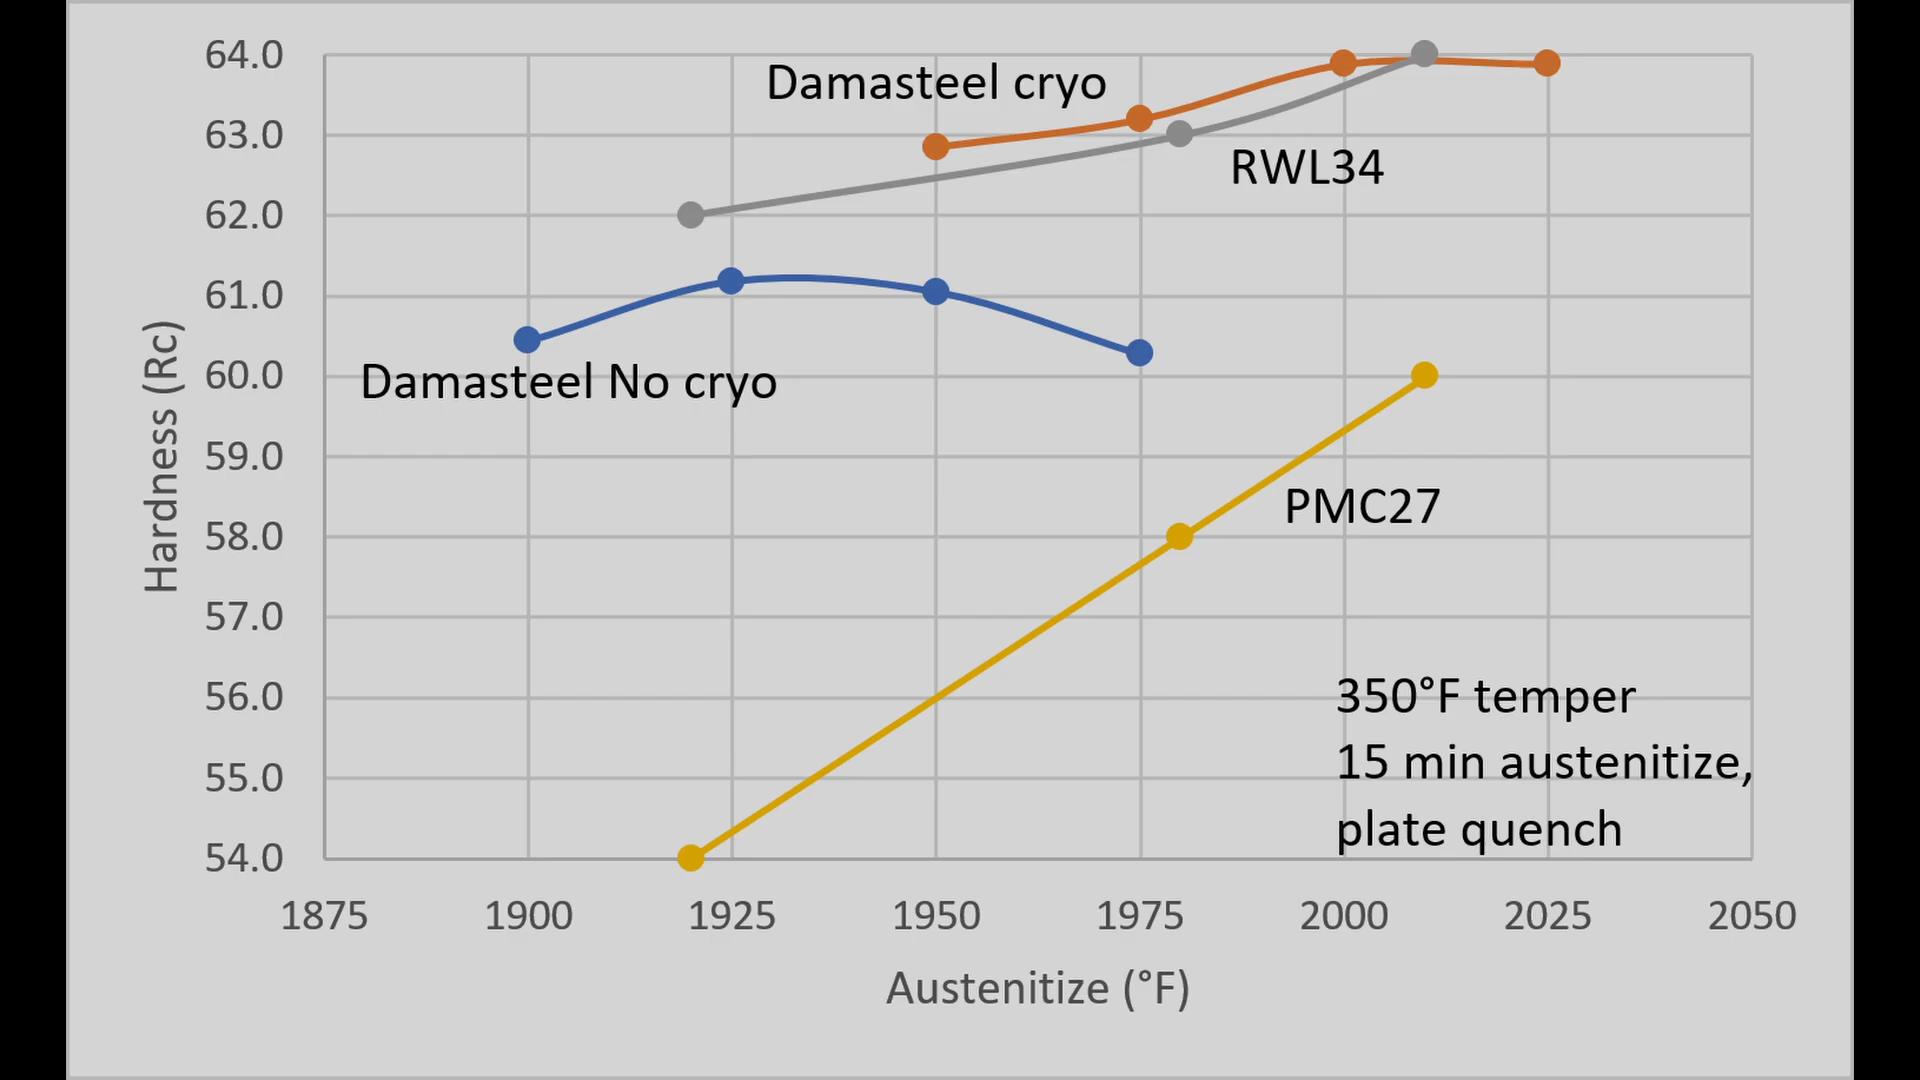 64.0
Damasteel cryo
63.0
RWL34
62.0
61.0
60.0
Damasteel No cryo
59.0
PMC27
58.0
57.0
56.0
55.0
54.0
Hardness (Rc)
350°F temper
15 min austenitize,
plate quench
1875 1900 1925 1950 1975 2000 2025 2050
Austenitize (°F)